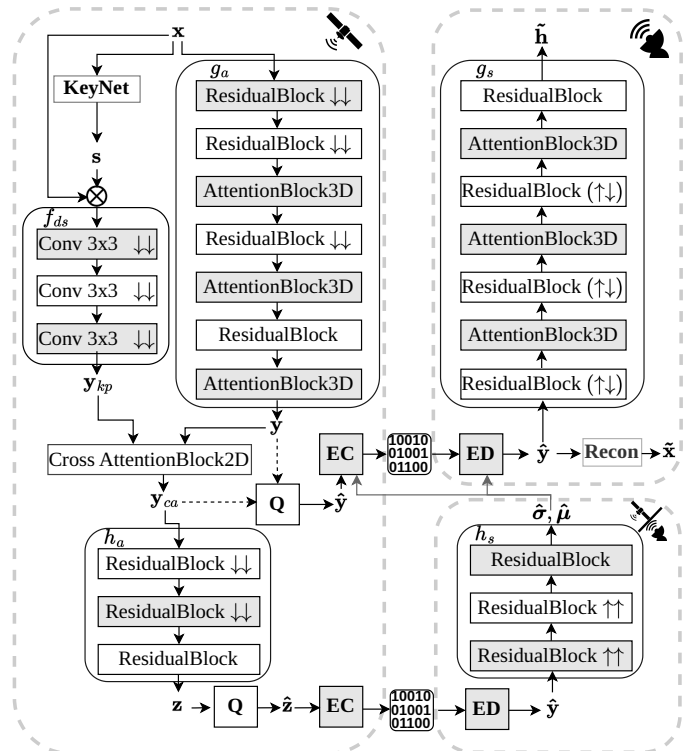 x
KeyNet
s
⊗
f_ds
Conv 3x3 ↓↓
Conv 3x3 ↓↓
Conv 3x3 ↓↓
y_kp
g_a
ResidualBlock ↓↓
ResidualBlock ↓↓
AttentionBlock3D
ResidualBlock ↓↓
AttentionBlock3D
ResidualBlock
AttentionBlock3D
y
Cross AttentionBlock2D
y_ca
Q
ŷ
EC
10010
01001
01100
ED
ŷ
Recon
x̃
h̃
g_s
ResidualBlock
AttentionBlock3D
ResidualBlock (↑↓)
AttentionBlock3D
ResidualBlock (↑↓)
AttentionBlock3D
ResidualBlock (↑↓)
h_a
ResidualBlock ↓↓
ResidualBlock ↓↓
ResidualBlock
z
Q
ẑ
EC
10010
01001
01100
ED
ŷ
σ̂, μ̂
h_s
ResidualBlock
ResidualBlock ↑↑
ResidualBlock ↑↑